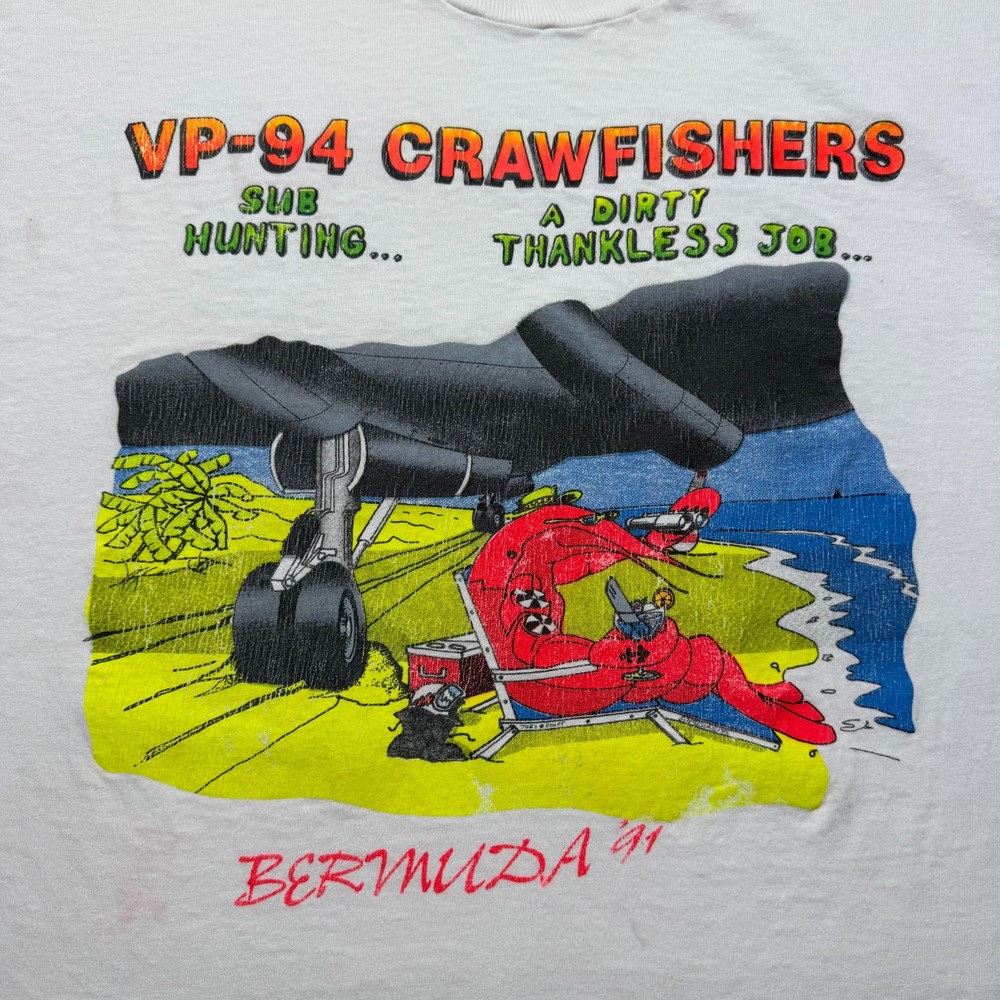 VP-94 CRAWFISHERS
SUB
HUNTING...
A DIRTY
THANKLESS JOB...
BERMUDA '91